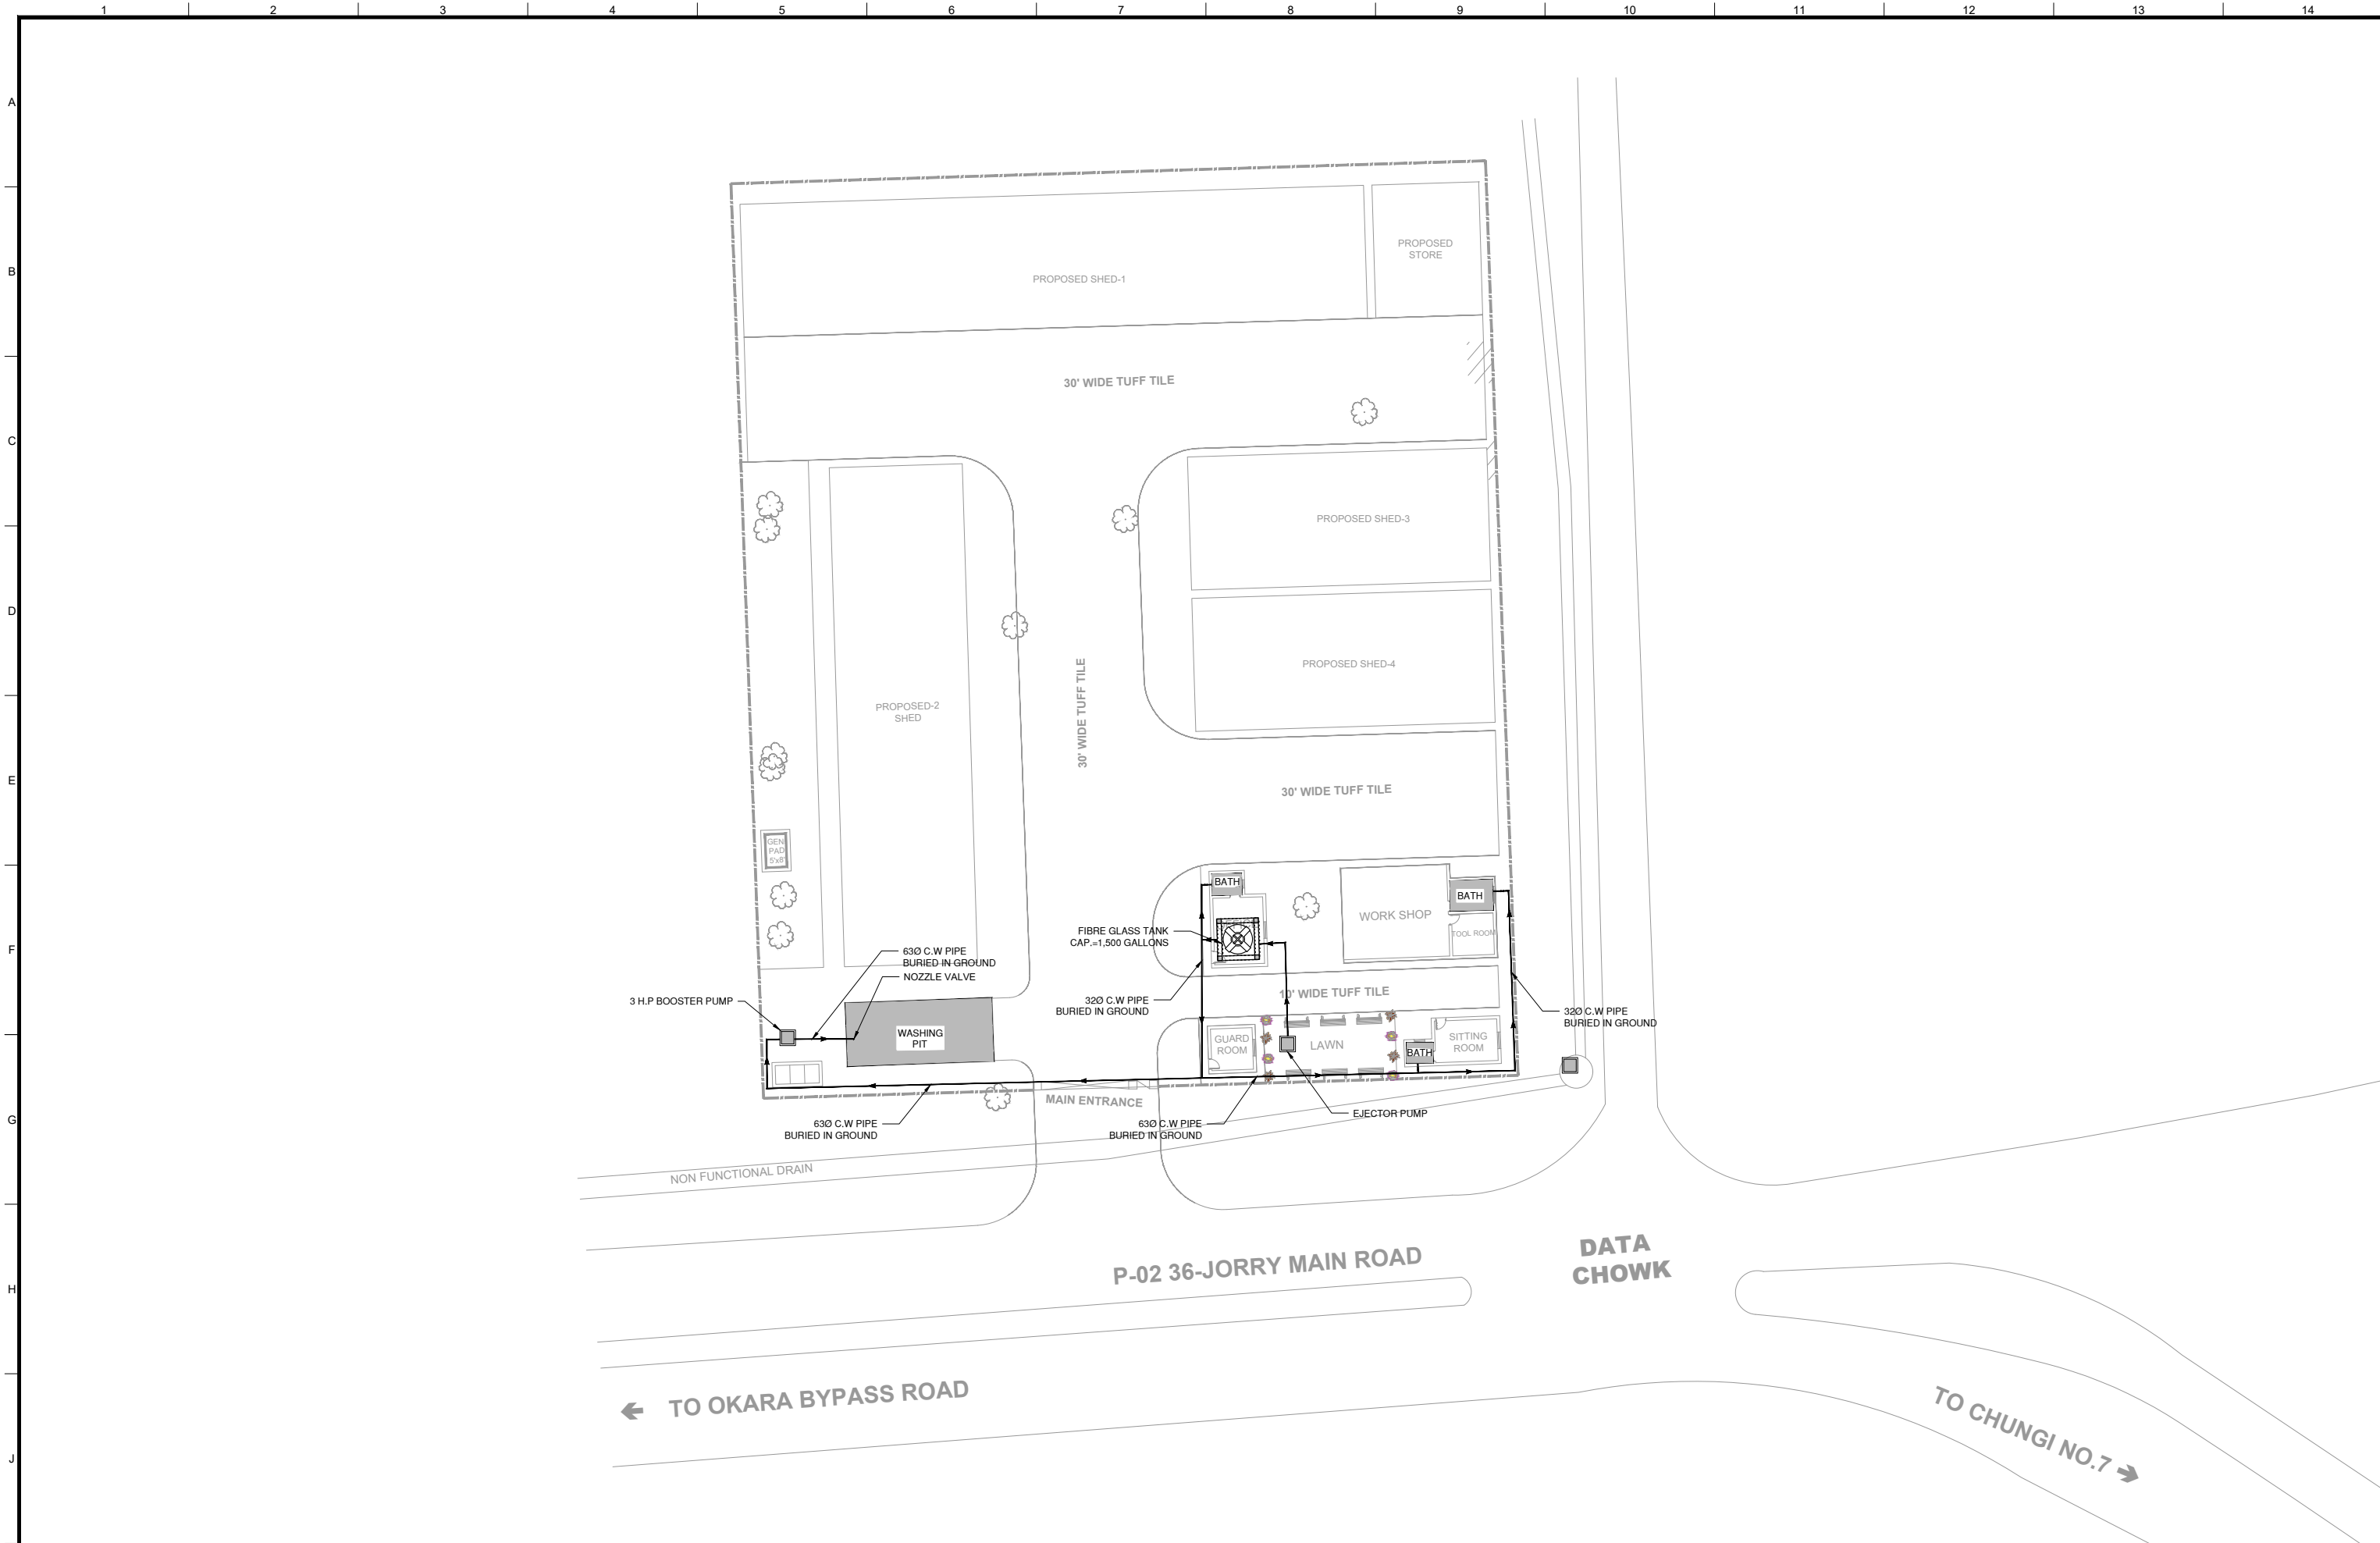 1 2 3 4 5 6 7 8 9 10 11 12 13 14
A
B
C
D
E
F
G
H
J
PROPOSED SHED-1
PROPOSED
STORE
30' WIDE TUFF TILE
PROPOSED SHED-3
PROPOSED SHED-4
PROPOSED-2
SHED
30' WIDE TUFF TILE
30' WIDE TUFF TILE
GEN
PAD
5'x8'
BATH
BATH
WORK SHOP
TOOL ROOM
FIBRE GLASS TANK
CAP.=1,500 GALLONS
63Ø C.W PIPE
BURIED IN GROUND
NOZZLE VALVE
3 H.P BOOSTER PUMP
32Ø C.W PIPE
BURIED IN GROUND
10' WIDE TUFF TILE
32Ø C.W PIPE
BURIED IN GROUND
WASHING
PIT
GUARD
ROOM
LAWN
BATH
SITTING
ROOM
MAIN ENTRANCE
EJECTOR PUMP
63Ø C.W PIPE
BURIED IN GROUND
63Ø C.W PIPE
BURIED IN GROUND
NON FUNCTIONAL DRAIN
P-02 36-JORRY MAIN ROAD
DATA
CHOWK
TO OKARA BYPASS ROAD
TO CHUNGI NO.7